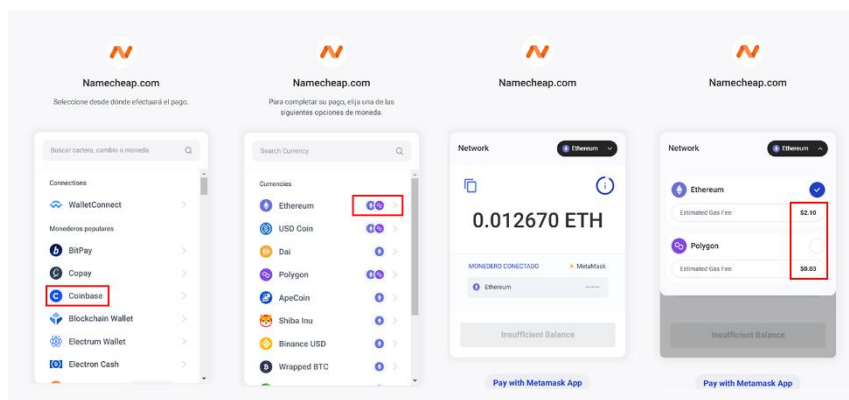 Namecheap.com
Seleccione desde dónde efectuará el pago.
Buscar cartera, cambio o moneda
Connections
WalletConnect
Monederos populares
BitPay
Copay
Coinbase
Blockchain Wallet
Electrum Wallet
Electron Cash
Namecheap.com
Para completar su pago, elija una de las
siguientes opciones de moneda.
Search Currency
Currencies
Ethereum
USD Coin
Dai
Polygon
ApeCoin
Shiba Inu
Binance USD
Wrapped BTC
Namecheap.com
Network Ethereum
0.012670 ETH
MONEDERO CONECTADO MetaMask
Ethereum
Insufficient Balance
Pay with Metamask App
Namecheap.com
Network Ethereum
Ethereum
Estimated Gas Fee: $2.10
Polygon
Estimated Gas Fee: $0.03
Insufficient Balance
Pay with Metamask App